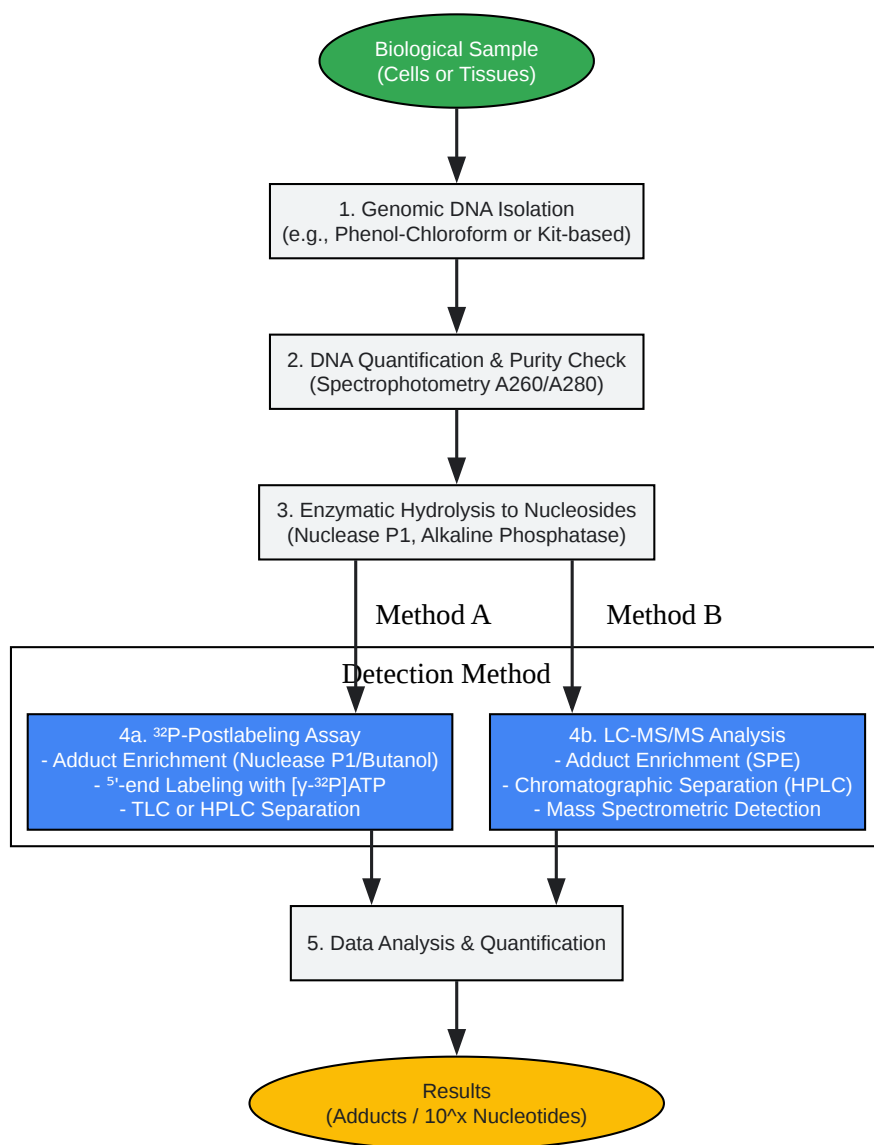 Biological Sample
(Cells or Tissues)
1. Genomic DNA Isolation
(e.g., Phenol-Chloroform or Kit-based)
2. DNA Quantification & Purity Check
(Spectrophotometry A260/A280)
3. Enzymatic Hydrolysis to Nucleosides
(Nuclease P1, Alkaline Phosphatase)
Method A
Method B
Detection Method
4a. ³²P-Postlabeling Assay
- Adduct Enrichment (Nuclease P1/Butanol)
- ⁵'-end Labeling with [γ-³²P]ATP
- TLC or HPLC Separation
4b. LC-MS/MS Analysis
- Adduct Enrichment (SPE)
- Chromatographic Separation (HPLC)
- Mass Spectrometric Detection
5. Data Analysis & Quantification
Results
(Adducts / 10^x Nucleotides)